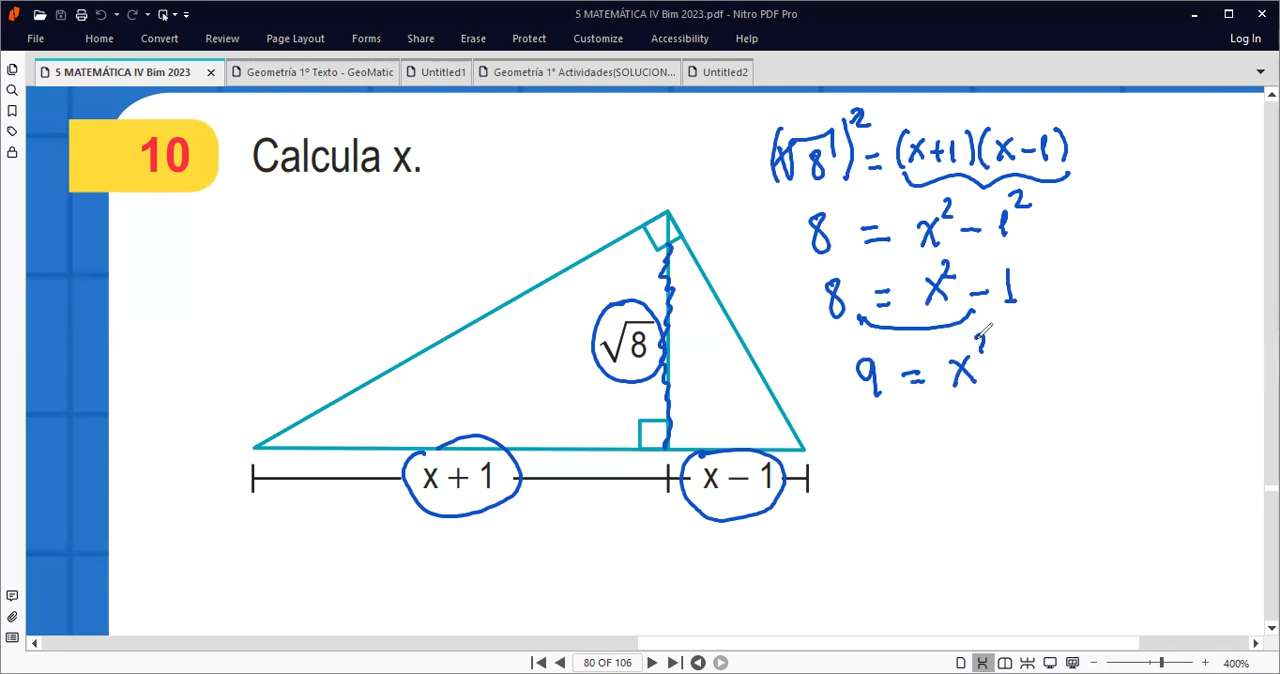 5 MATEMÁTICA IV Bim 2023.pdf - Nitro PDF Pro
File Home Convert Review Page Layout Forms Share Erase Protect Customize Accessibility Help Log In
5 MATEMÁTICA IV Bim 2023 Geometría 1º Texto - GeoMatic Untitled1 Geometría 1° Actividades(SOLUCION... Untitled2
10 Calcula x.
(√8)² = (x+1)(x-1)
8 = x² - 1²
8 = x² - 1
9 = x²
√8
x + 1 x − 1
80 OF 106 400%